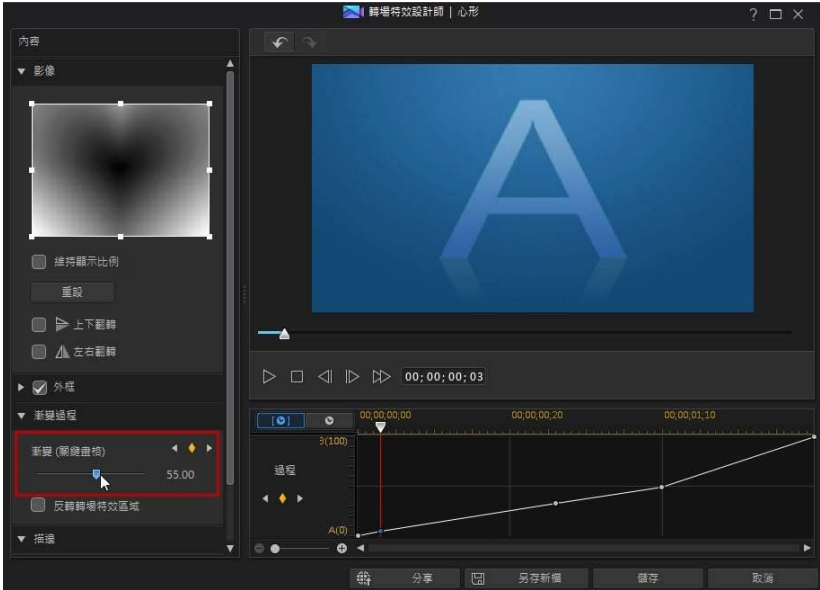 轉場特效設計師 | 心形
?
內容
影像
維持顯示比例
重設
上下翻轉
左右翻轉
外框
漸變過程
漸變 (關鍵畫格)
55.00
反轉轉場特效區域
描邊
A
00;00;00;03
00;00;00;00
00;00;00;20
00;00;01;10
B(100)
過程
A(0)
分享
另存新檔
儲存
取消